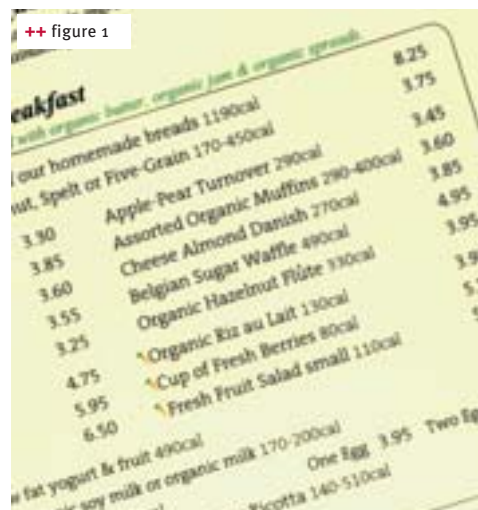 ++ figure 1
eakfast
with organic butter, organic jam & organic spreads
our homemade breads 1190cal 8.25
ut, Spelt or Five-Grain 170-450cal 3.75
3.30 Apple-Pear Turnover 290cal 3.45
3.85 Assorted Organic Muffins 290-400cal 3.60
3.60 Cheese Almond Danish 270cal 3.85
3.55 Belgian Sugar Waffle 490cal 4.95
3.25 Organic Hazelnut Flûte 330cal 3.95
4.75 Organic Riz au Lait 130cal 3.9
5.95 Cup of Fresh Berries 80cal
6.50 Fresh Fruit Salad small 110cal
fat yogurt & fruit 490cal
soy milk or organic milk 170-200cal
One Egg 3.95 Two Eg
Ricotta 140-510cal